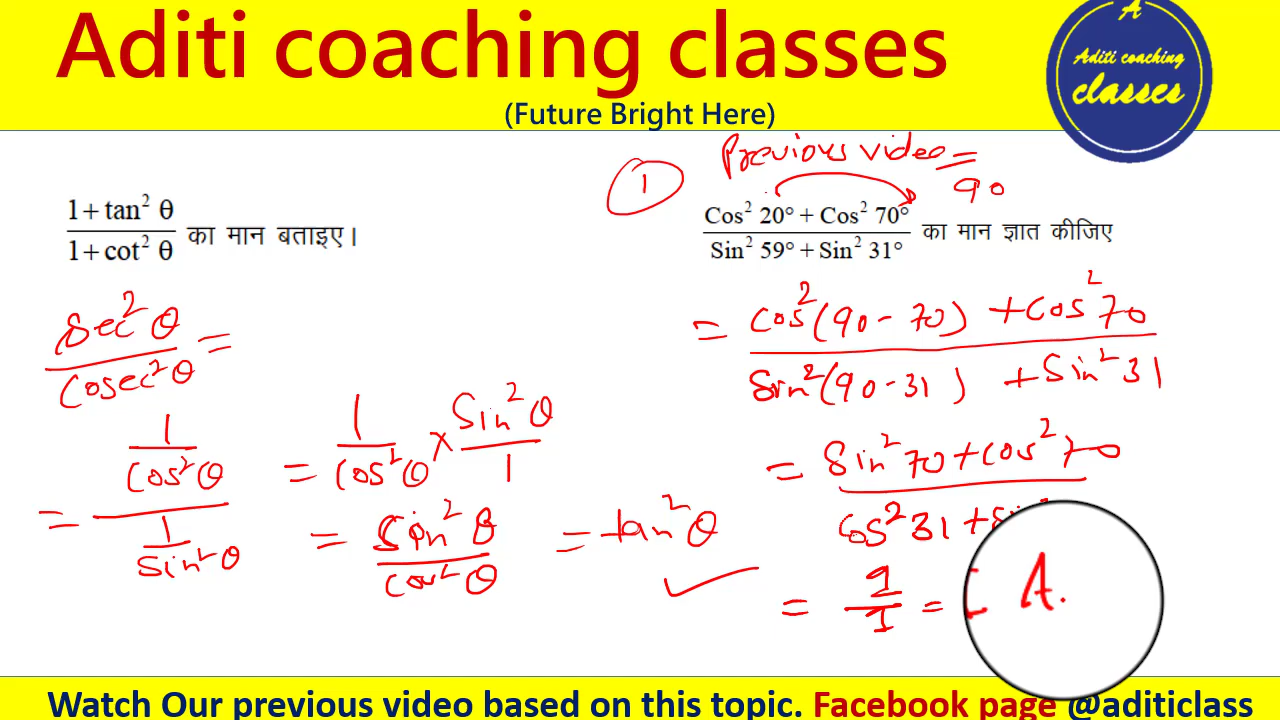 Aditi coaching classes
(Future Bright Here)
A
Aditi coaching
classes
1 + tan² θ
1 + cot² θ
का मान बताइए।
sec²θ
cosec²θ
=
= 1
cos²θ
1
sin²θ
= 1
cos²θ
× sin²θ
1
= sin²θ
cos²θ
= tan²θ
1
Previous video =
90
Cos² 20° + Cos² 70°
Sin² 59° + Sin² 31°
का मान ज्ञात कीजिए
= cos²(90-70) + cos²70
sin²(90-31) + sin²31
= sin²70 + cos²70
cos²31 +
= 1
1
=
A.
Watch Our previous video based on this topic. Facebook page @aditiclass